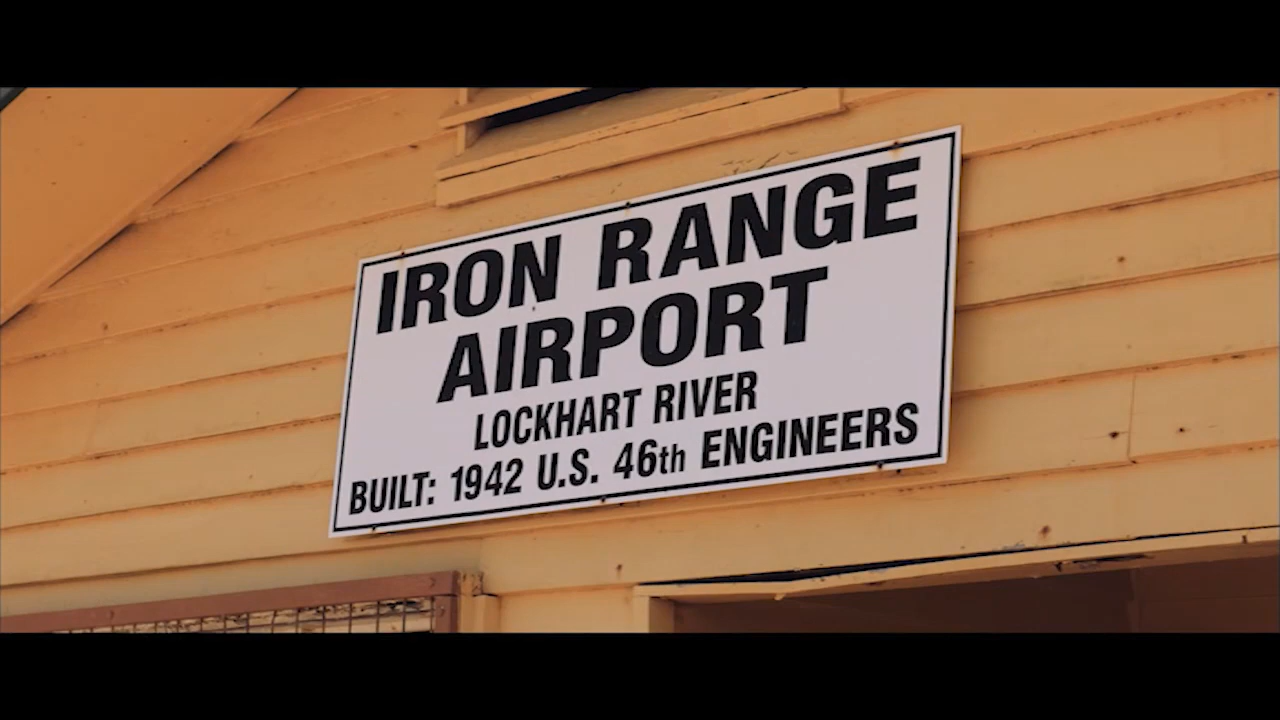 IRON RANGE
AIRPORT
LOCKHART RIVER
BUILT: 1942 U.S. 46th ENGINEERS